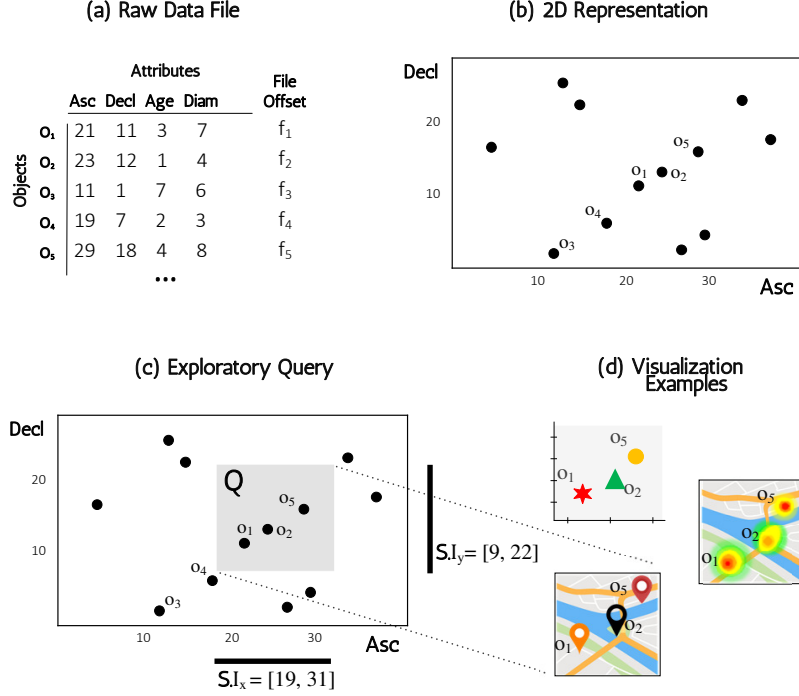 (a) Raw Data File
Attributes
File
Offset
Asc Decl Age Diam
Objects
O₁ 21 11 3 7 f₁
O₂ 23 12 1 4 f₂
O₃ 11 1 7 6 f₃
O₄ 19 7 2 3 f₄
O₅ 29 18 4 8 f₅
...
(b) 2D Representation
Decl
20
10
o₅
o₁
o₂
o₄
o₃
10 20 30
Asc
(c) Exploratory Query
Decl
20
10
Q
o₅
o₁
o₂
o₄
o₃
10 20 30
Asc
S.Iₓ = [19, 31]
S.Iᵧ = [9, 22]
(d) Visualization
Examples
o₅
o₁
o₂
o₅
o₂
o₁
o₅
o₂
o₁